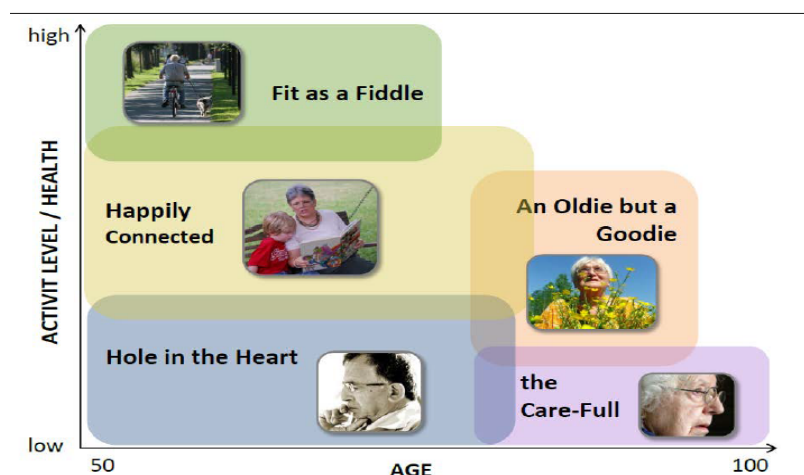 high
Fit as a Fiddle
Happily
Connected
An Oldie but a
Goodie
ACTIVIT LEVEL / HEALTH
Hole in the Heart
the
Care-Full
low
50
AGE
100